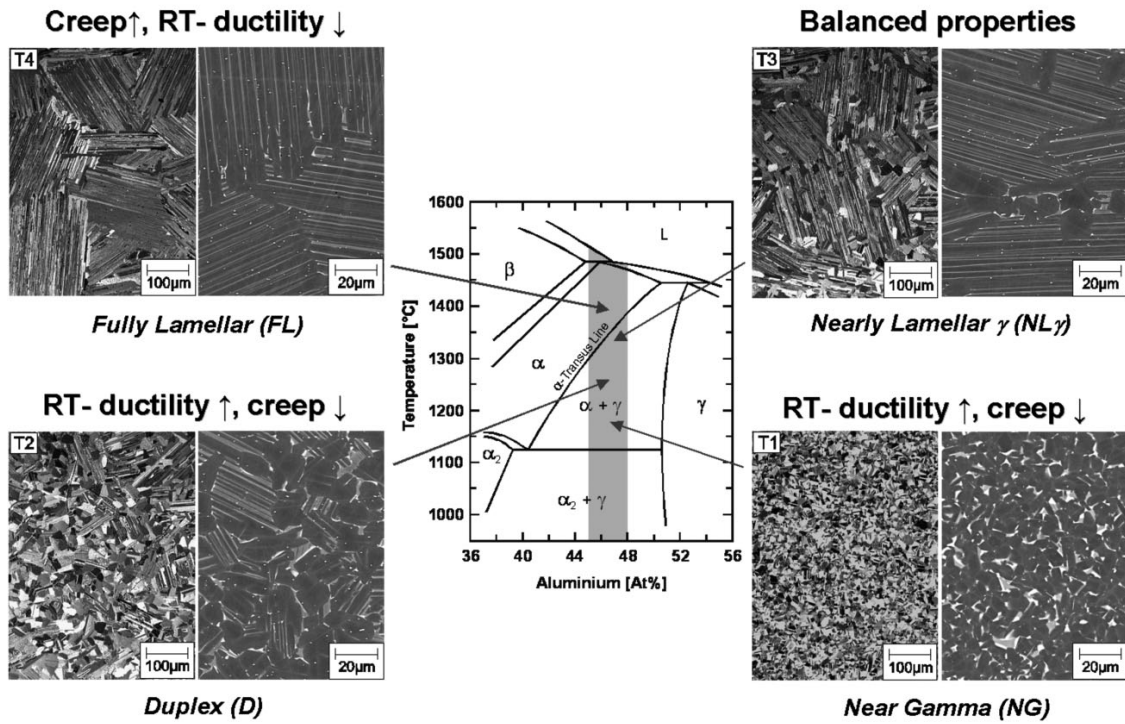 Creep↑, RT- ductility ↓
T4
100µm
20µm
Fully Lamellar (FL)
Balanced properties
T3
100µm
20µm
Nearly Lamellar γ (NLγ)
RT- ductility ↑, creep ↓
T2
100µm
20µm
Duplex (D)
RT- ductility ↑, creep ↓
T1
100µm
20µm
Near Gamma (NG)
Temperature [°C]
1600
1500
1400
1300
1200
1100
1000
L
β
α
α- Transus Line
α + γ
γ
α₂
α₂ + γ
36 40 44 48 52 56
Aluminium [At%]